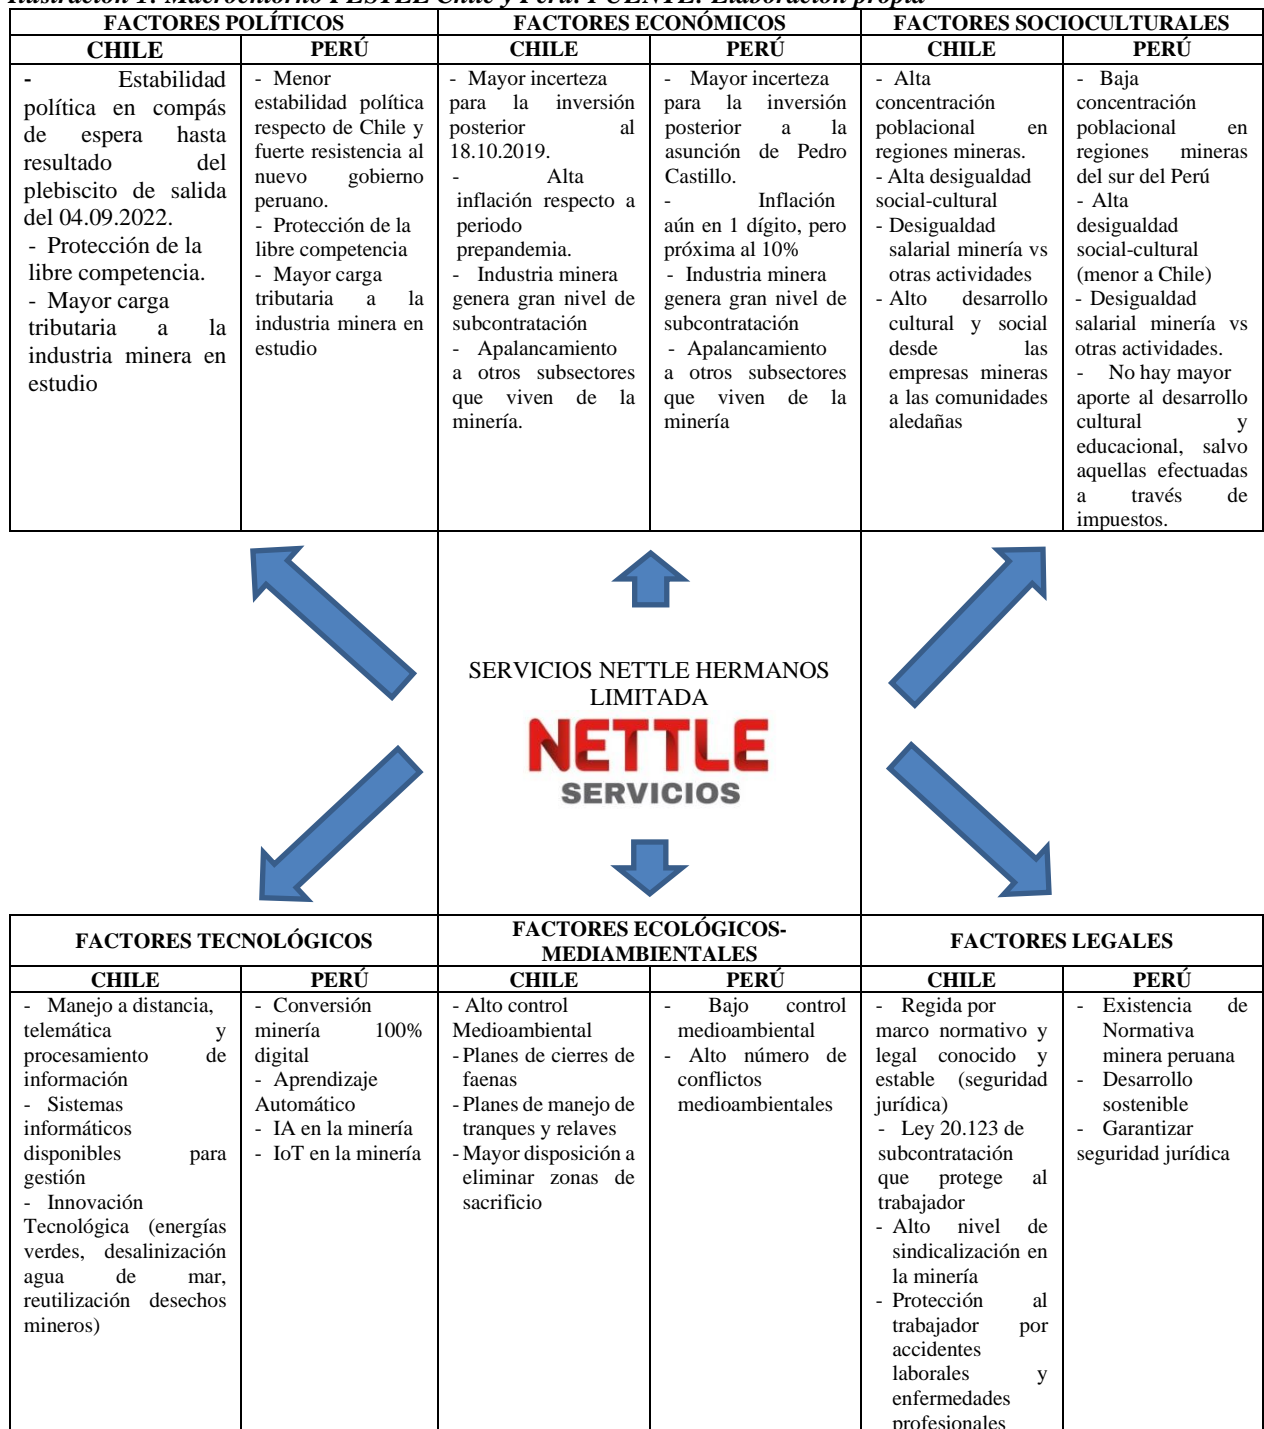 Ilustración 1: Macroentorno PESTEL Chile y Perú. FUENTE: Elaboración propia
FACTORES POLÍTICOS
CHILE
- Estabilidad
política en compás
de espera hasta
resultado del
plebiscito de salida
del 04.09.2022.
- Protección de la
libre competencia.
- Mayor carga
tributaria a la
industria minera en
estudio
PERÚ
- Menor
estabilidad política
respecto de Chile y
fuerte resistencia al
nuevo gobierno
peruano.
- Protección de la
libre competencia
- Mayor carga
tributaria a la
industria minera en
estudio
FACTORES ECONÓMICOS
CHILE
- Mayor incerteza
para la inversión
posterior al
18.10.2019.
- Alta
inflación respecto a
periodo
prepandemia.
- Industria minera
genera gran nivel de
subcontratación
- Apalancamiento
a otros subsectores
que viven de la
minería.
PERÚ
- Mayor incerteza
para la inversión
posterior a la
asunción de Pedro
Castillo.
- Inflación
aún en 1 dígito, pero
próxima al 10%
- Industria minera
genera gran nivel de
subcontratación
- Apalancamiento
a otros subsectores
que viven de la
minería
FACTORES SOCIOCULTURALES
CHILE
- Alta
concentración
poblacional en
regiones mineras.
- Alta desigualdad
social-cultural
- Desigualdad
salarial minería vs
otras actividades
- Alto desarrollo
cultural y social
desde las
empresas mineras
a las comunidades
aledañas
PERÚ
- Baja
concentración
poblacional en
regiones mineras
del sur del Perú
- Alta
desigualdad
social-cultural
(menor a Chile)
- Desigualdad
salarial minería vs
otras actividades.
- No hay mayor
aporte al desarrollo
cultural y
educacional, salvo
aquellas efectuadas
a través de
impuestos.
SERVICIOS NETTLE HERMANOS
LIMITADA
NETTLE
SERVICIOS
FACTORES TECNOLÓGICOS
CHILE
- Manejo a distancia,
telemática y
procesamiento de
información
- Sistemas
informáticos
disponibles para
gestión
- Innovación
Tecnológica (energías
verdes, desalinización
agua de mar,
reutilización desechos
mineros)
PERÚ
- Conversión
minería 100%
digital
- Aprendizaje
Automático
- IA en la minería
- IoT en la minería
FACTORES ECOLÓGICOS-
MEDIAMBIENTALES
CHILE
- Alto control
Medioambiental
- Planes de cierres de
faenas
- Planes de manejo de
tranques y relaves
- Mayor disposición a
eliminar zonas de
sacrificio
PERÚ
- Bajo control
medioambiental
- Alto número de
conflictos
medioambientales
FACTORES LEGALES
CHILE
- Regida por
marco normativo y
legal conocido y
estable (seguridad
jurídica)
- Ley 20.123 de
subcontratación
que protege al
trabajador
- Alto nivel de
sindicalización en
la minería
- Protección al
trabajador por
accidentes
laborales y
enfermedades
profesionales
PERÚ
- Existencia de
Normativa
minera peruana
- Desarrollo
sostenible
- Garantizar
seguridad jurídica